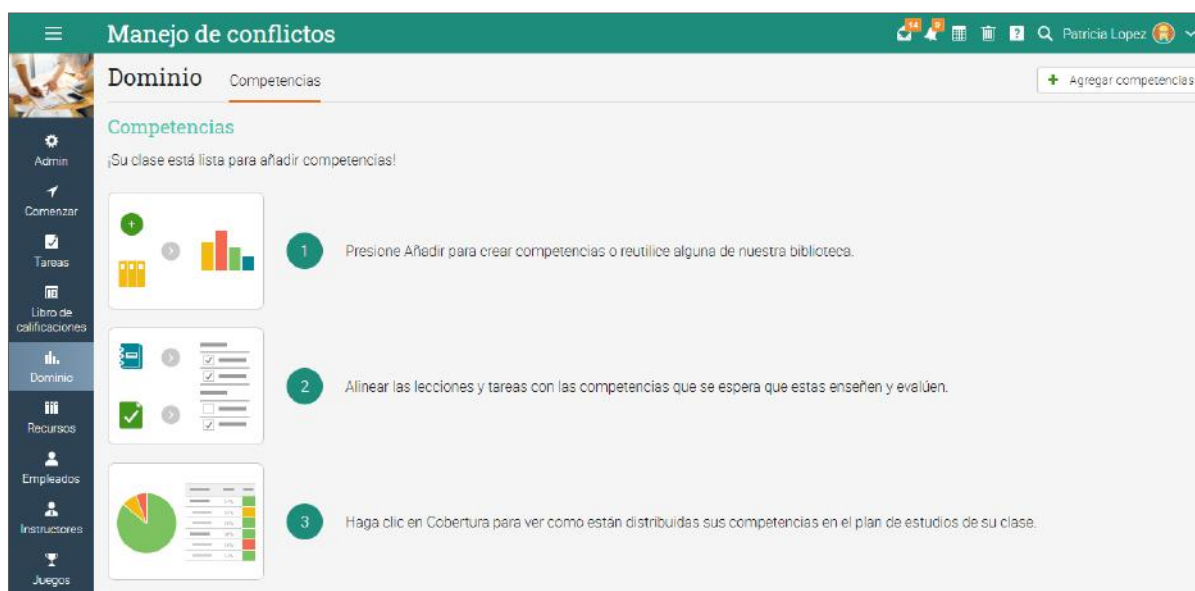 Manejo de conflictos
14
Patricia Lopez
Dominio
Competencias
Agregar competencias
Competencias
¡Su clase está lista para añadir competencias!
1
Presione Añadir para crear competencias o reutilice alguna de nuestra biblioteca.
2
Alinear las lecciones y tareas con las competencias que se espera que estas enseñen y evalúen.
3
Haga clic en Cobertura para ver como están distribuidas sus competencias en el plan de estudios de su clase.
Admin
Comenzar
Tareas
Libro de
calificaciones
Dominio
Recursos
Empleados
Instructores
Juegos